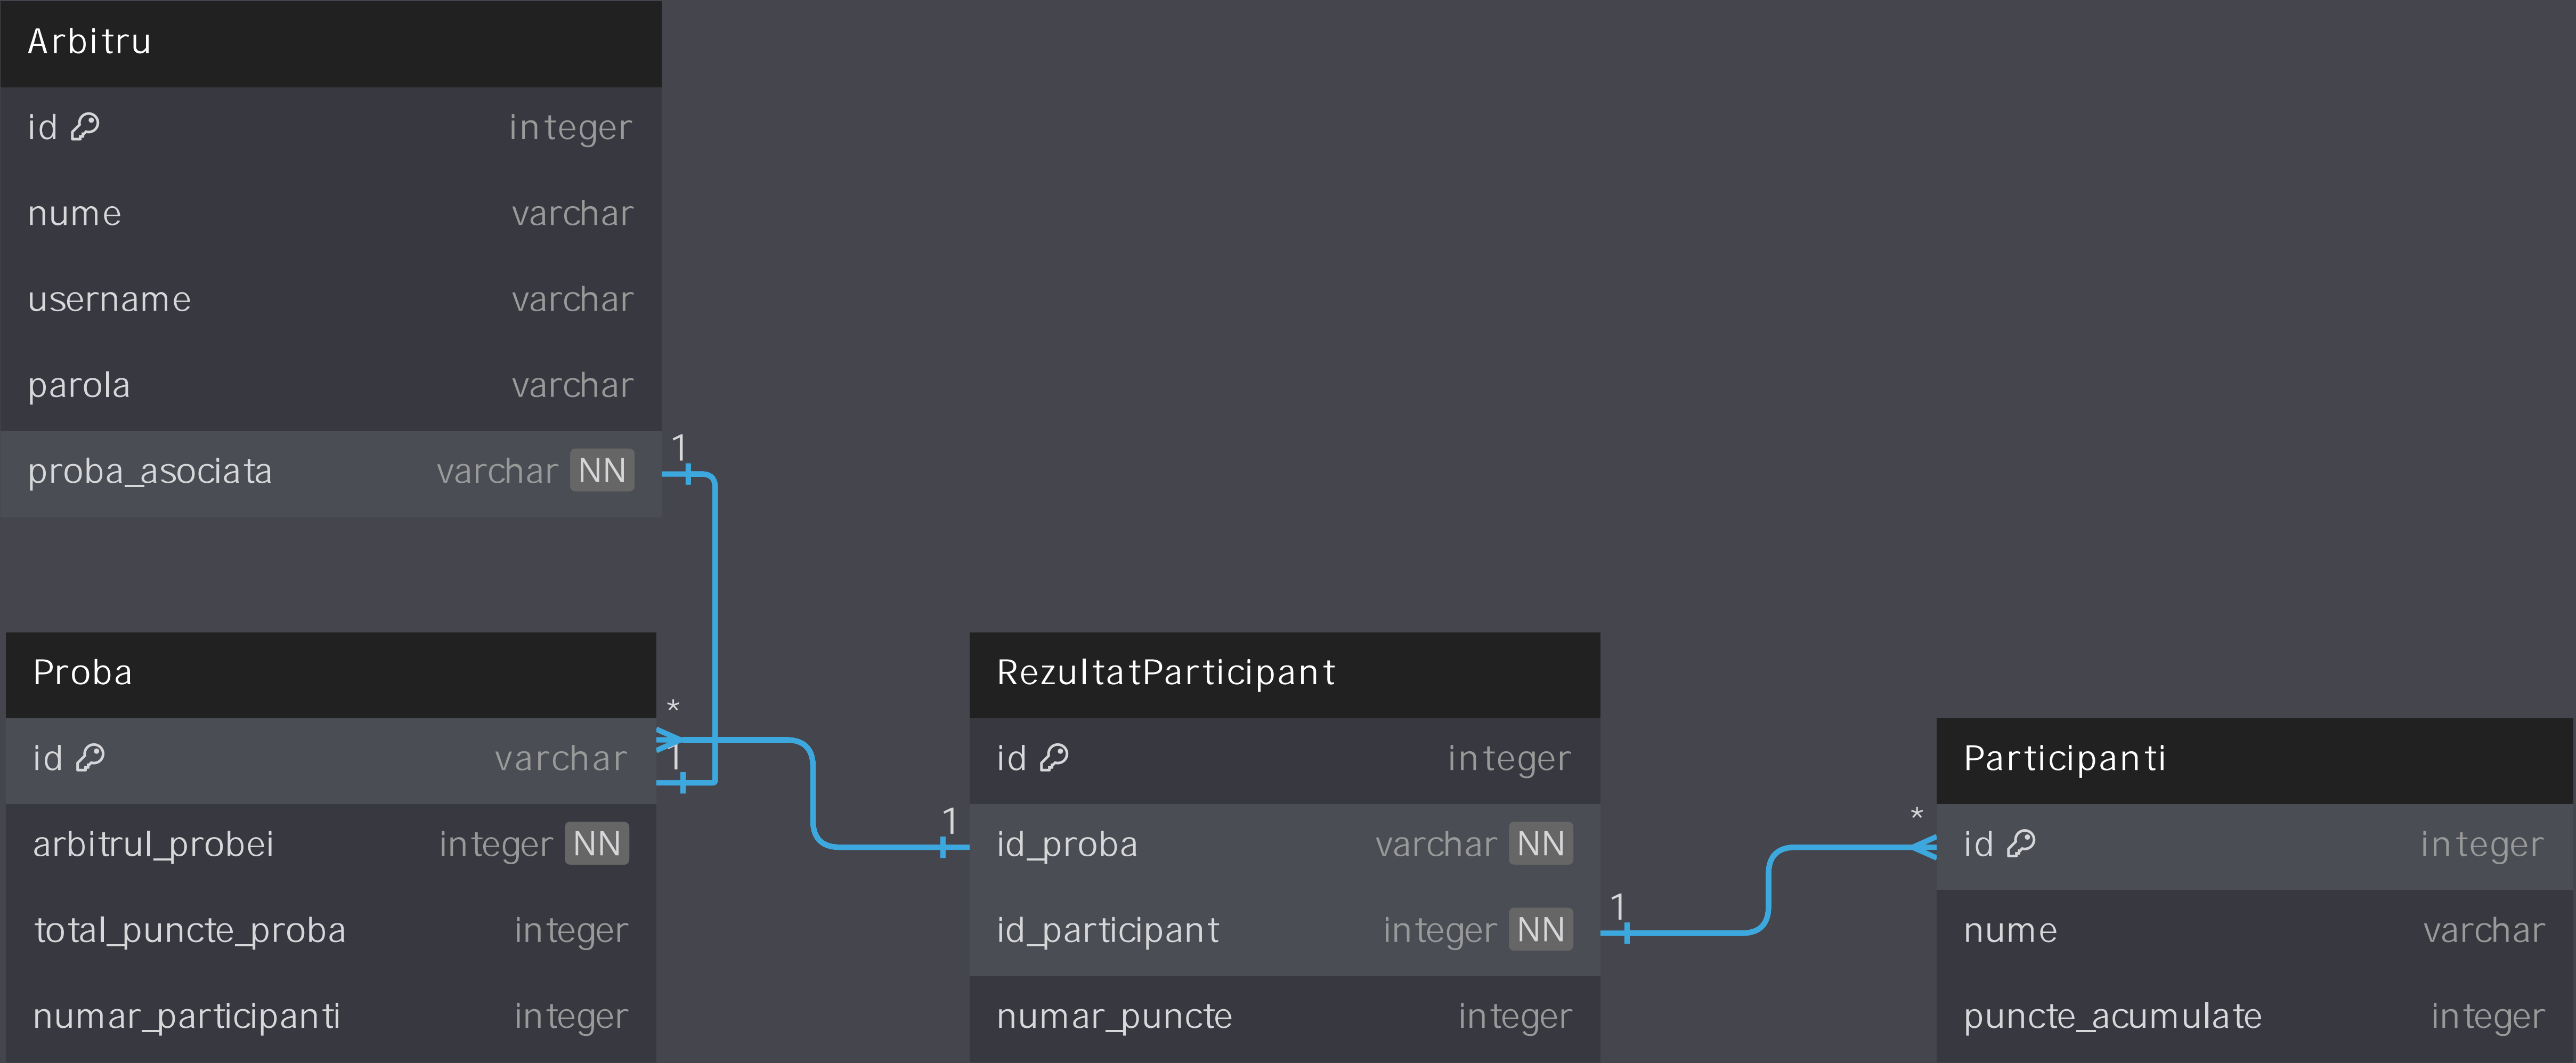 Arbitru
id integer
nume varchar
username varchar
parola varchar
proba_asociata varchar NN
1
Proba
*
id varchar
1
arbitrul_probei integer NN
total_puncte_proba integer
numar_participanti integer
RezultatParticipant
id integer
1
id_proba varchar NN
id_participant integer NN
1
numar_puncte integer
Participanti
*
id integer
nume varchar
puncte_acumulate integer